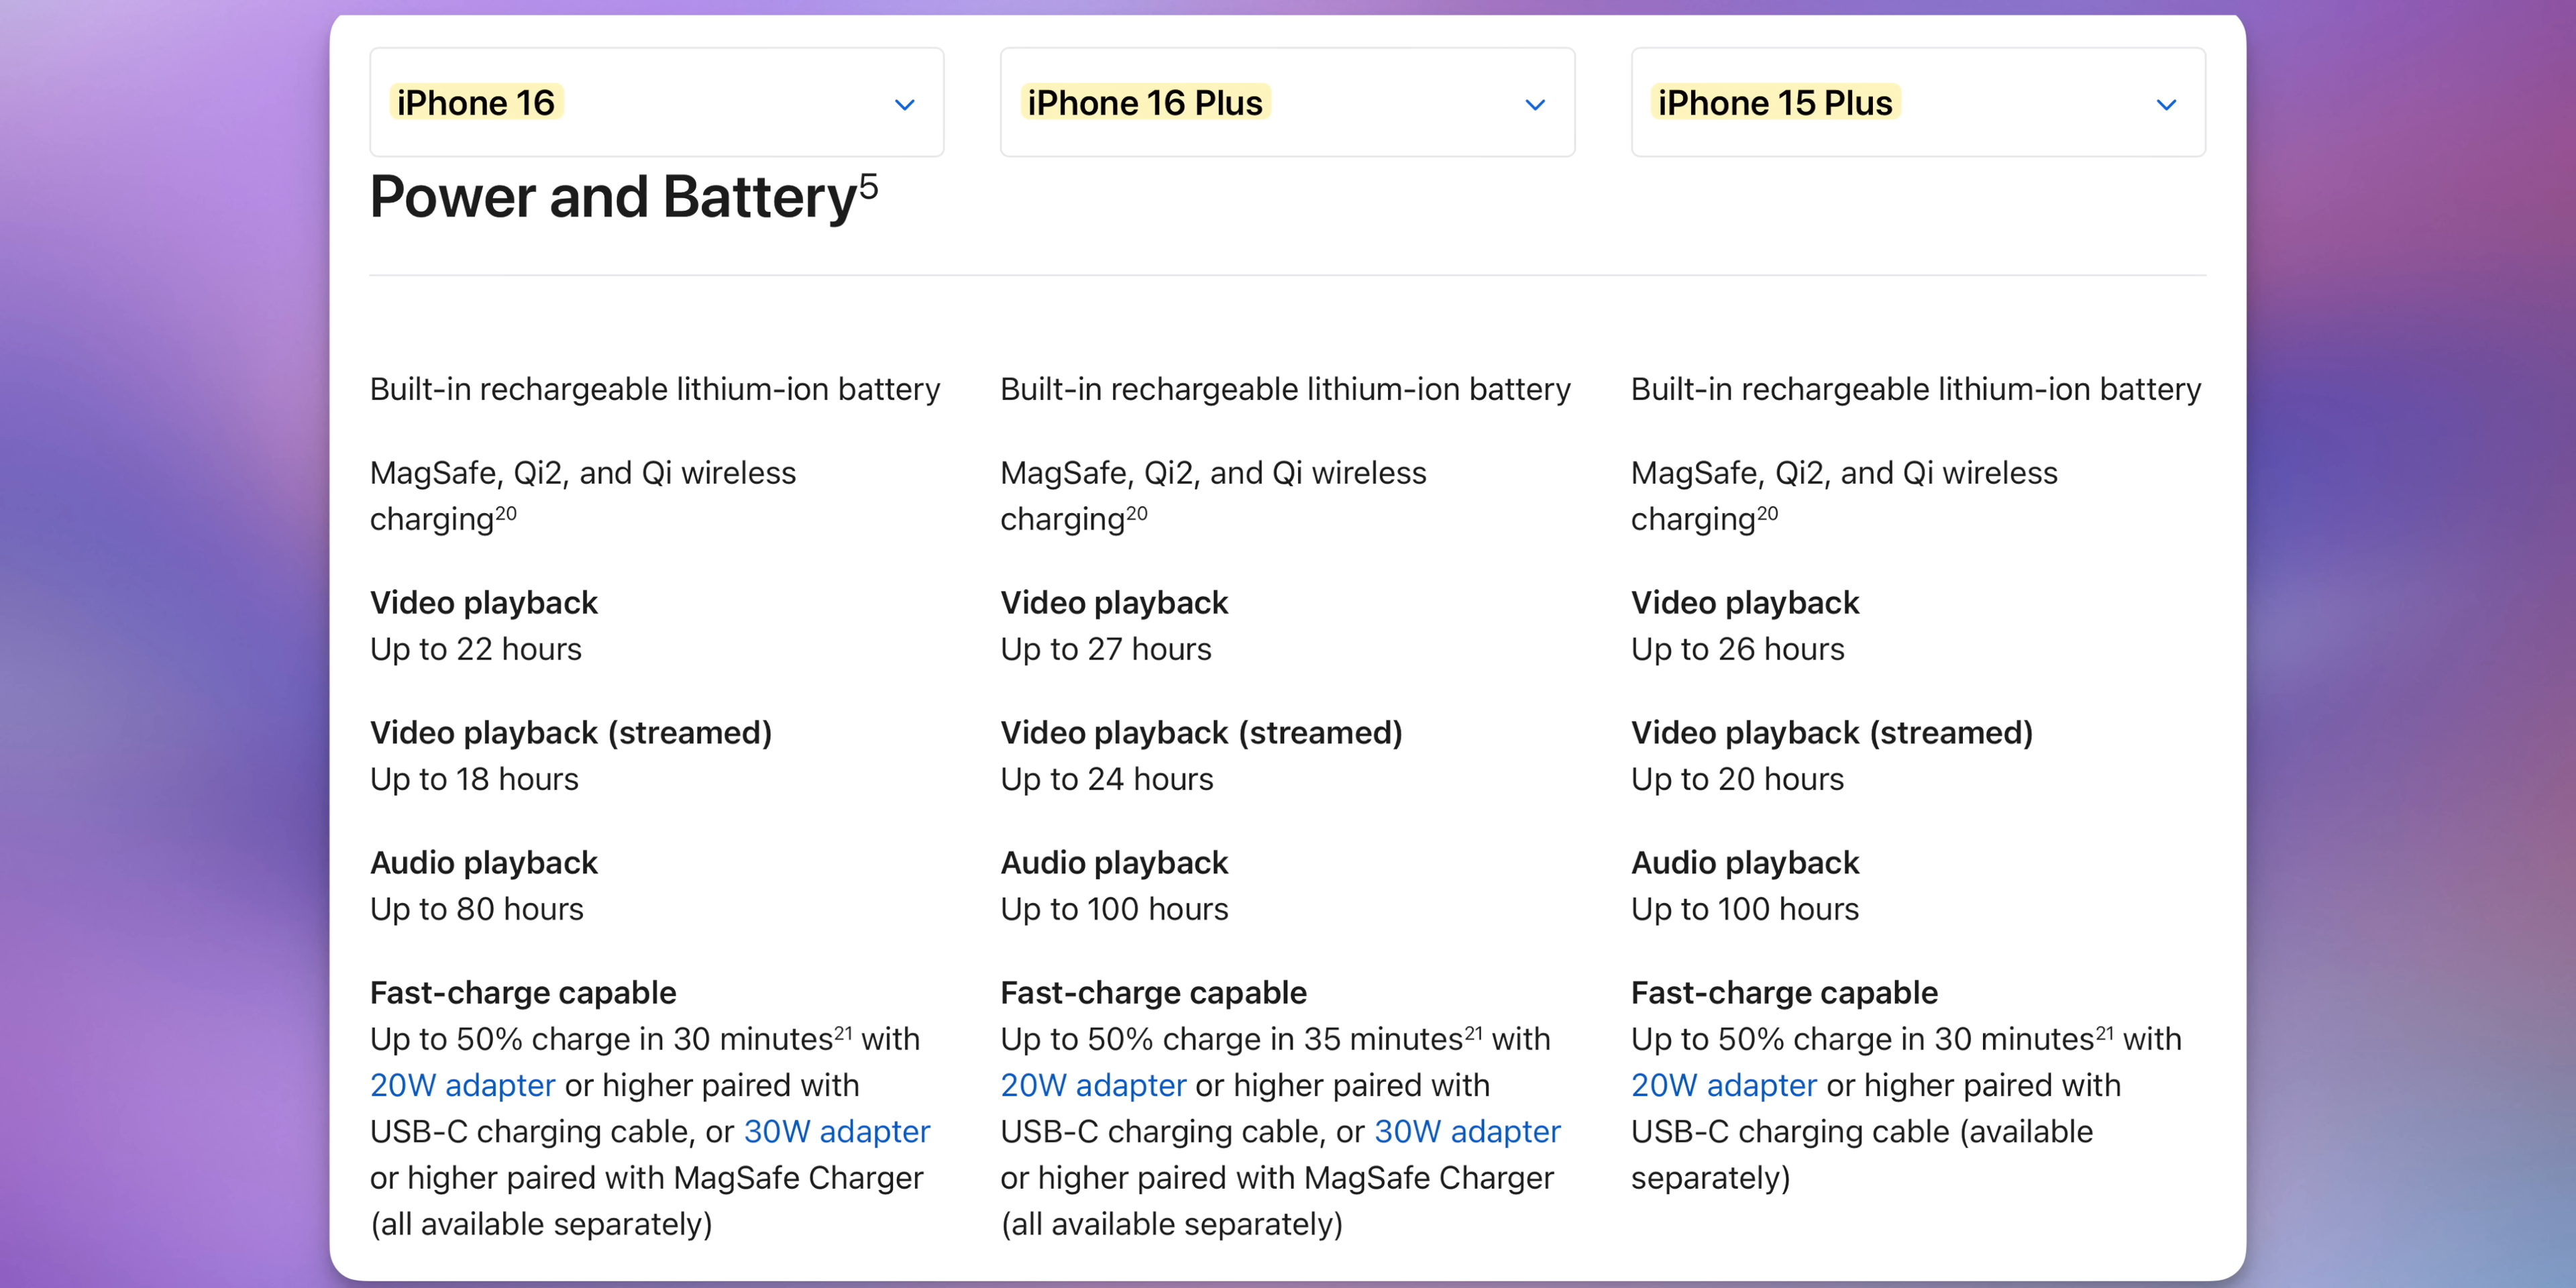 iPhone 16
iPhone 16 Plus
iPhone 15 Plus
Power and Battery5
Built-in rechargeable lithium-ion battery
MagSafe, Qi2, and Qi wireless
charging20
Video playback
Up to 22 hours
Video playback (streamed)
Up to 18 hours
Audio playback
Up to 80 hours
Fast-charge capable
Up to 50% charge in 30 minutes21 with
20W adapter or higher paired with
USB-C charging cable, or 30W adapter
or higher paired with MagSafe Charger
(all available separately)
Built-in rechargeable lithium-ion battery
MagSafe, Qi2, and Qi wireless
charging20
Video playback
Up to 27 hours
Video playback (streamed)
Up to 24 hours
Audio playback
Up to 100 hours
Fast-charge capable
Up to 50% charge in 35 minutes21 with
20W adapter or higher paired with
USB-C charging cable, or 30W adapter
or higher paired with MagSafe Charger
(all available separately)
Built-in rechargeable lithium-ion battery
MagSafe, Qi2, and Qi wireless
charging20
Video playback
Up to 26 hours
Video playback (streamed)
Up to 20 hours
Audio playback
Up to 100 hours
Fast-charge capable
Up to 50% charge in 30 minutes21 with
20W adapter or higher paired with
USB-C charging cable (available
separately)